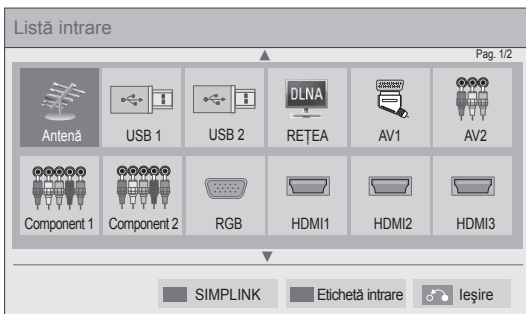 Listă intrare
Pag. 1/2
DLNA
Antenă USB 1 USB 2 REȚEA AV1 AV2
Component 1 Component 2 RGB HDMI1 HDMI2 HDMI3
SIMPLINK Etichetă intrare Ieşire